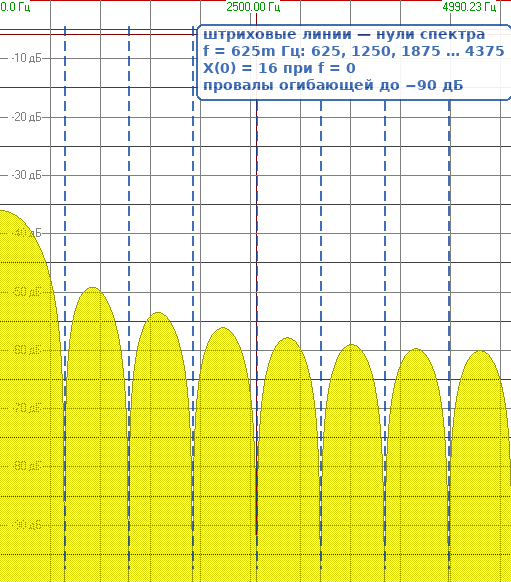 0.0 Гц 2500.00 Гц 4990.23 Гц
штриховые линии — нули спектра
f = 625m Гц: 625, 1250, 1875 … 4375
X(0) = 16 при f = 0
провалы огибающей до −90 дБ
-10 дБ
-20 дБ
-30 дБ
-40 дБ
-50 дБ
-60 дБ
-70 дБ
-80 дБ
-90 дБ